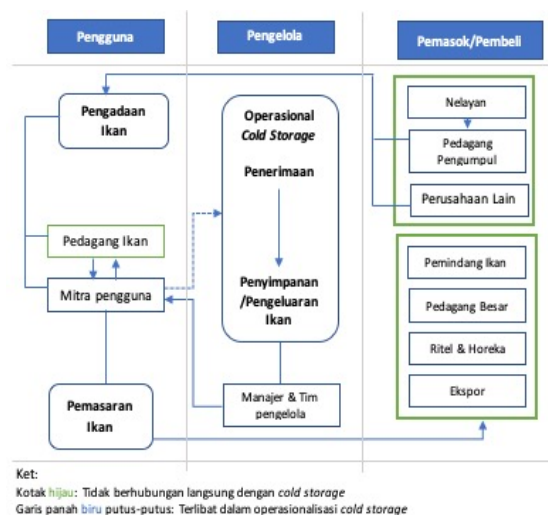 Pengguna
Pengelola
Pemasok/Pembeli
Pengadaan
Ikan
Pedagang Ikan
Mitra pengguna
Pemasaran
Ikan
Operasional
Cold Storage
Penerimaan
Penyimpanan
/Pengeluaran
Ikan
Manajer & Tim
pengelola
Nelayan
Pedagang
Pengumpul
Perusahaan Lain
Pemindang Ikan
Pedagang Besar
Ritel & Horeka
Ekspor
Ket:
Kotak hijau: Tidak berhubungan langsung dengan cold storage
Garis panah biru putus-putus: Terlibat dalam operasionalisasi cold storage